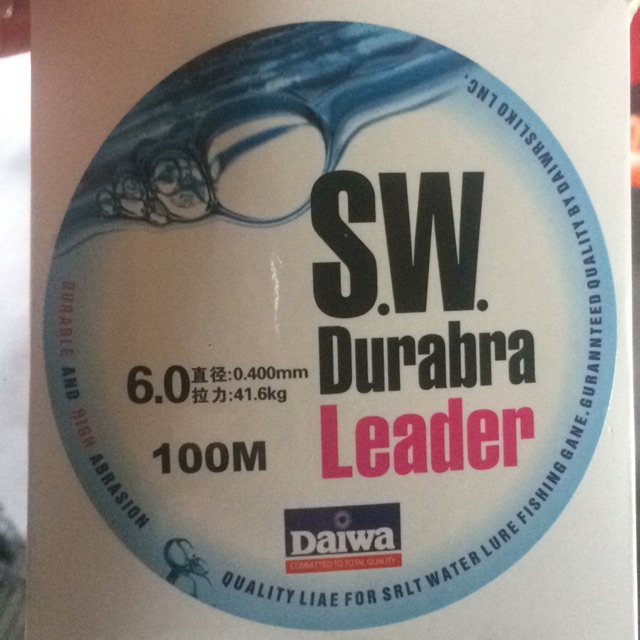 S.W.
Durabra
Leader
6.0
直径:0.400mm
拉力:41.6kg
100M
DAIWA
COMMITTED TO TOTAL QUALITY
DURABLE AND HIGH ABRASION
QUALITY LIAE FOR SRLT WATER LURE FISHING GANE.GURANNTEED QUALITY BY DAIWRSLIKO LNC.